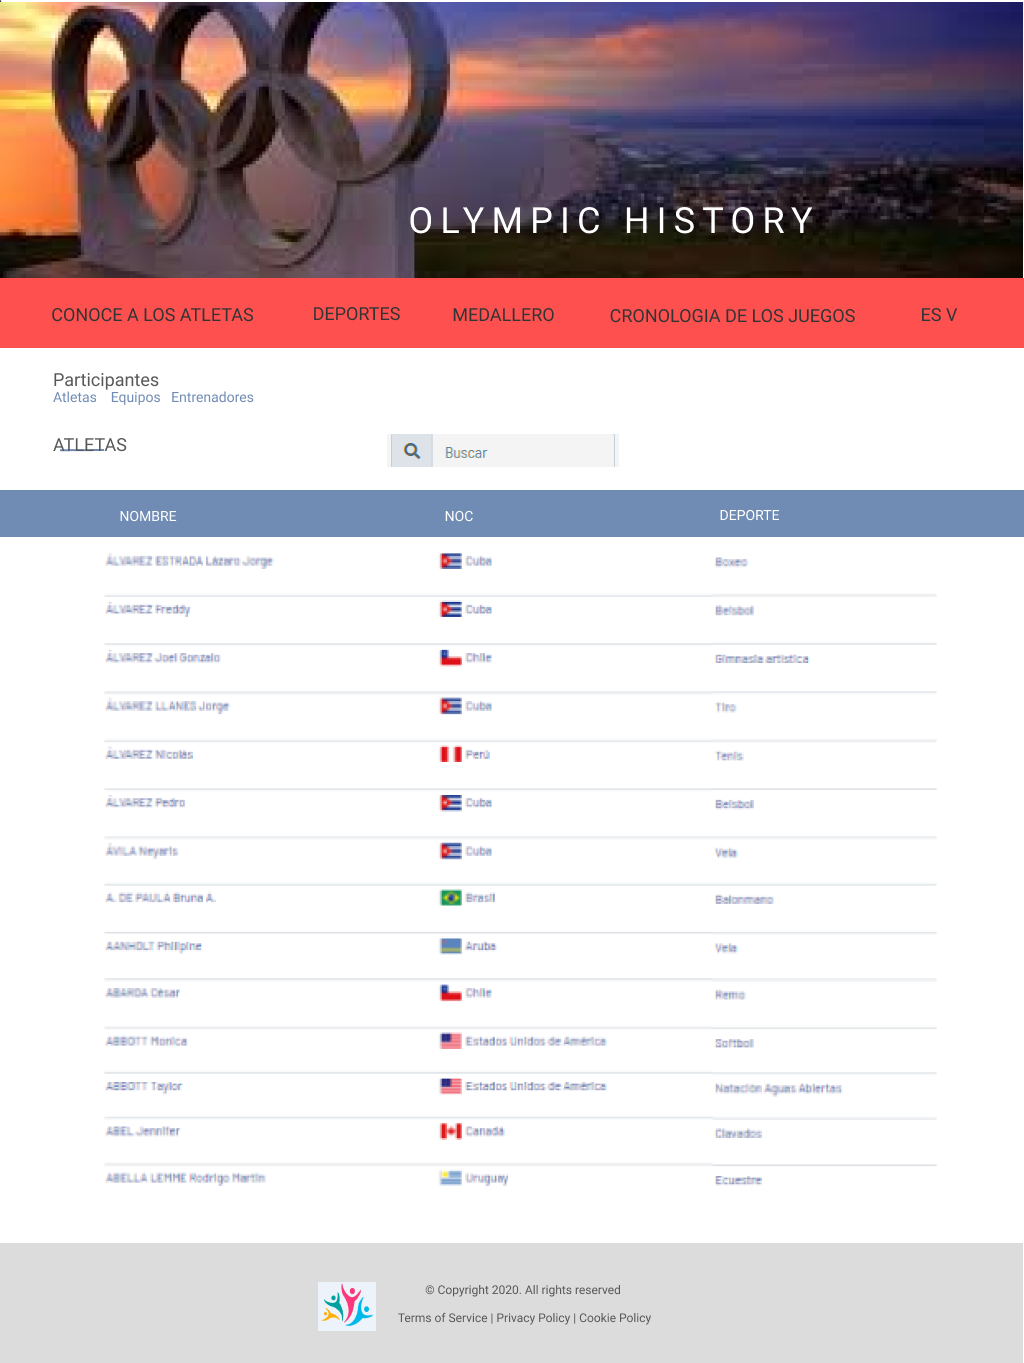 OLYMPIC HISTORY
CONOCE A LOS ATLETAS DEPORTES MEDALLERO CRONOLOGIA DE LOS JUEGOS ES V
Participantes
Atletas Equipos Entrenadores
ATLETAS Buscar
NOMBRE NOC DEPORTE
ÁLVAREZ ESTRADA Lázaro Jorge Cuba Boxeo
ÁLVAREZ Freddy Cuba Beisbol
ÁLVAREZ Joel Gonzalo Chile Gimnasia artística
ÁLVAREZ LLANES Jorge Cuba Tiro
ÁLVAREZ Nicolás Perú Tenis
ÁLVAREZ Pedro Cuba Beisbol
ÁVILA Neyaris Cuba Vela
A. DE PAULA Bruna A. Brasil Balonmano
AANHOLT Philipine Aruba Vela
ABAROA César Chile Remo
ABBOTT Monica Estados Unidos de América Softbol
ABBOTT Taylor Estados Unidos de América Natación Aguas Abiertas
ABEL Jennifer Canadá Clavados
ABELLA LEMME Rodrigo Martin Uruguay Ecuestre
© Copyright 2020. All rights reserved
Terms of Service | Privacy Policy | Cookie Policy